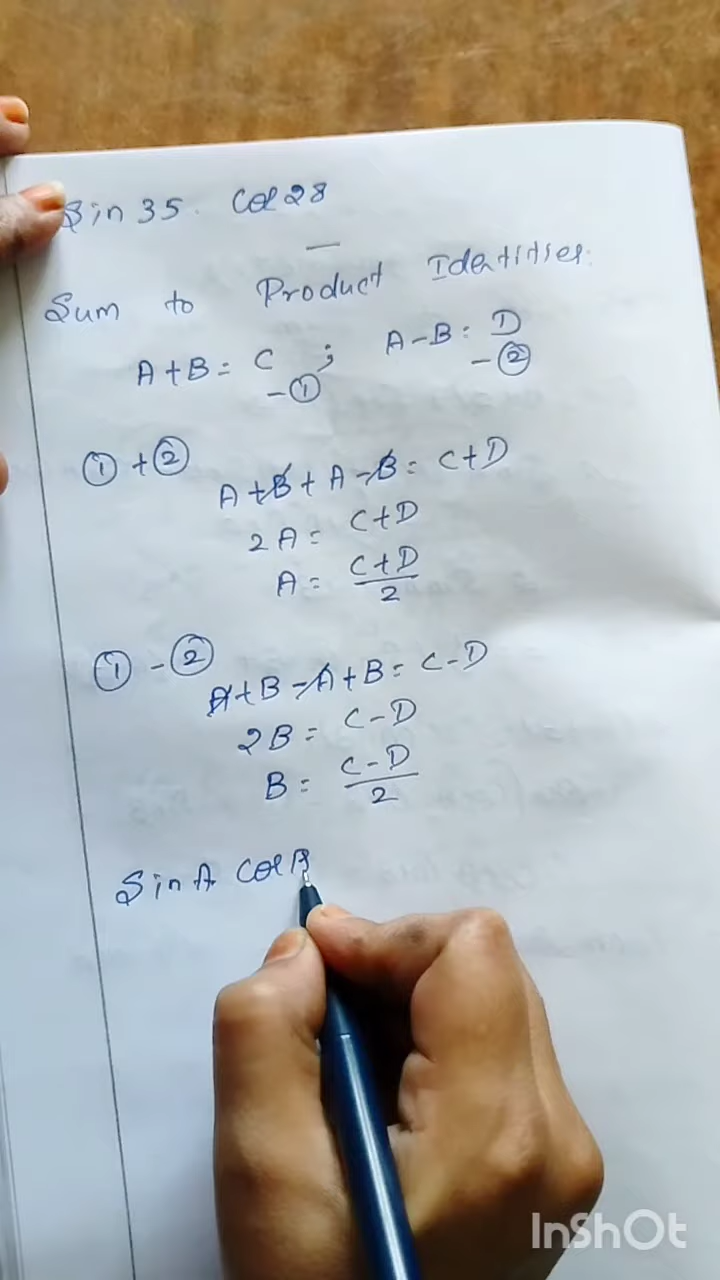 Sin 35. Cos 28
Sum to Product Identities:
A+B = C -① ; A-B = D -②
①+② A+B+A-B = C+D
2A = C+D
A = C+D/2
①-② A+B-A+B = C-D
2B = C-D
B = C-D/2
Sin A Cos B
InShOt